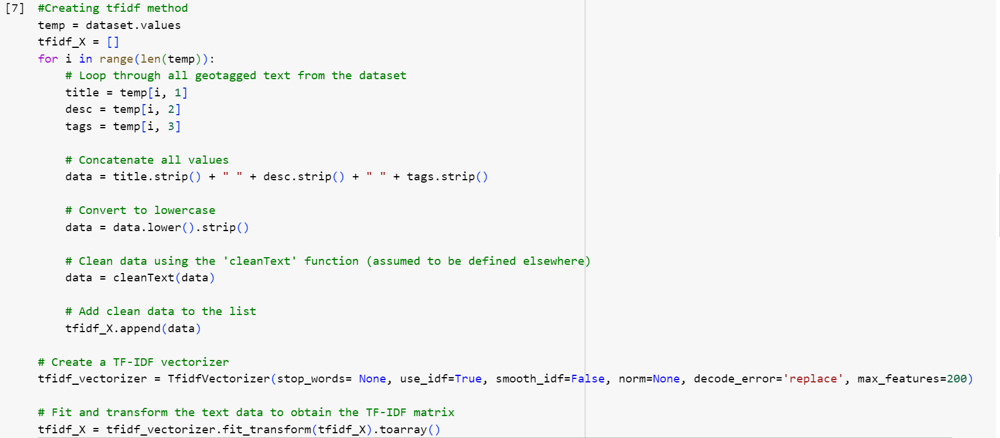 [7] #Creating tfidf method
temp = dataset.values
tfidf_X = []
for i in range(len(temp)):
    # Loop through all geotagged text from the dataset
    title = temp[i, 1]
    desc = temp[i, 2]
    tags = temp[i, 3]
    # Concatenate all values
    data = title.strip() + " " + desc.strip() + " " + tags.strip()
    # Convert to lowercase
    data = data.lower().strip()
    # Clean data using the 'cleanText' function (assumed to be defined elsewhere)
    data = cleanText(data)
    # Add clean data to the list
    tfidf_X.append(data)
# Create a TF-IDF vectorizer
tfidf_vectorizer = TfidfVectorizer(stop_words= None, use_idf=True, smooth_idf=False, norm=None, decode_error='replace', max_features=200)
# Fit and transform the text data to obtain the TF-IDF matrix
tfidf_X = tfidf_vectorizer.fit_transform(tfidf_X).toarray()